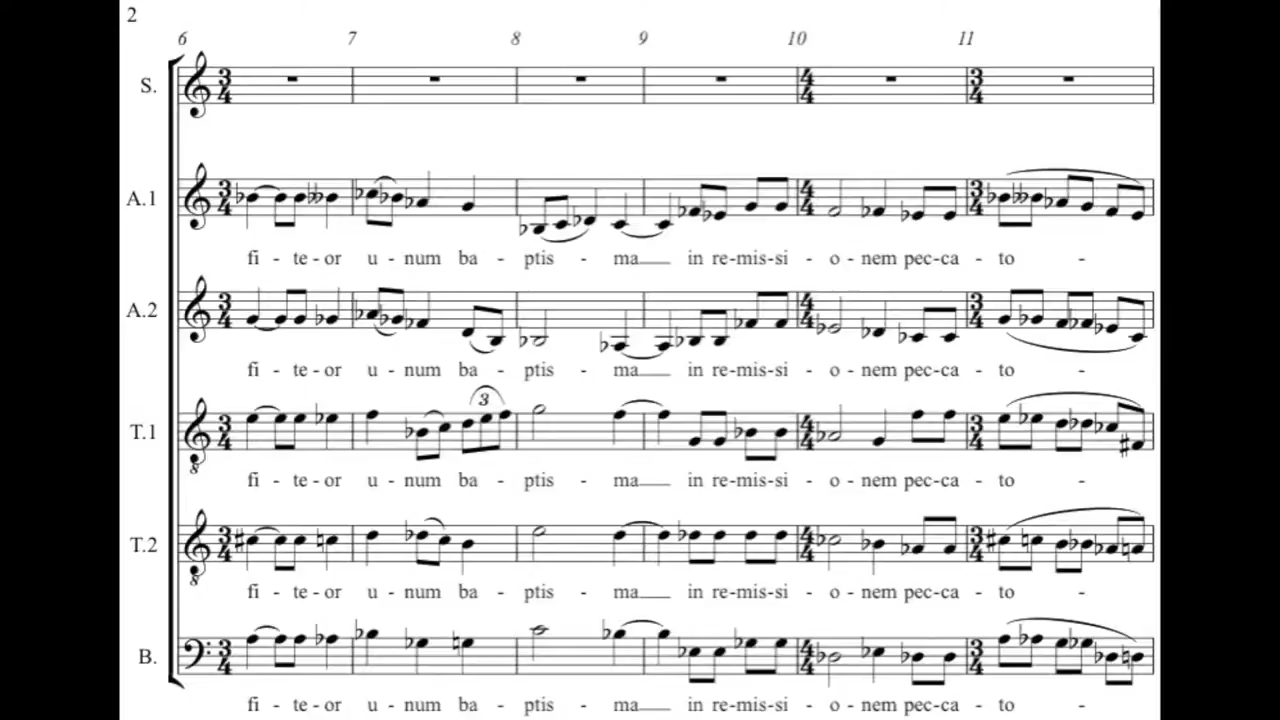 2
6 7 8 9 10 11
S.
A.1
fi - te - or u - num ba - ptis - ma in re-mis-si - o - nem pec-ca - to -
A.2
fi - te - or u - num ba - ptis - ma in re-mis-si - o - nem pec-ca - to -
3
T.1
fi - te - or u - num ba - ptis - ma in re-mis-si - o - nem pec-ca - to -
T.2
fi - te - or u - num ba - ptis - ma in re-mis-si - o - nem pec-ca - to -
B.
fi - te - or u - num ba - ptis - ma in re-mis-si - o - nem pec-ca - to -